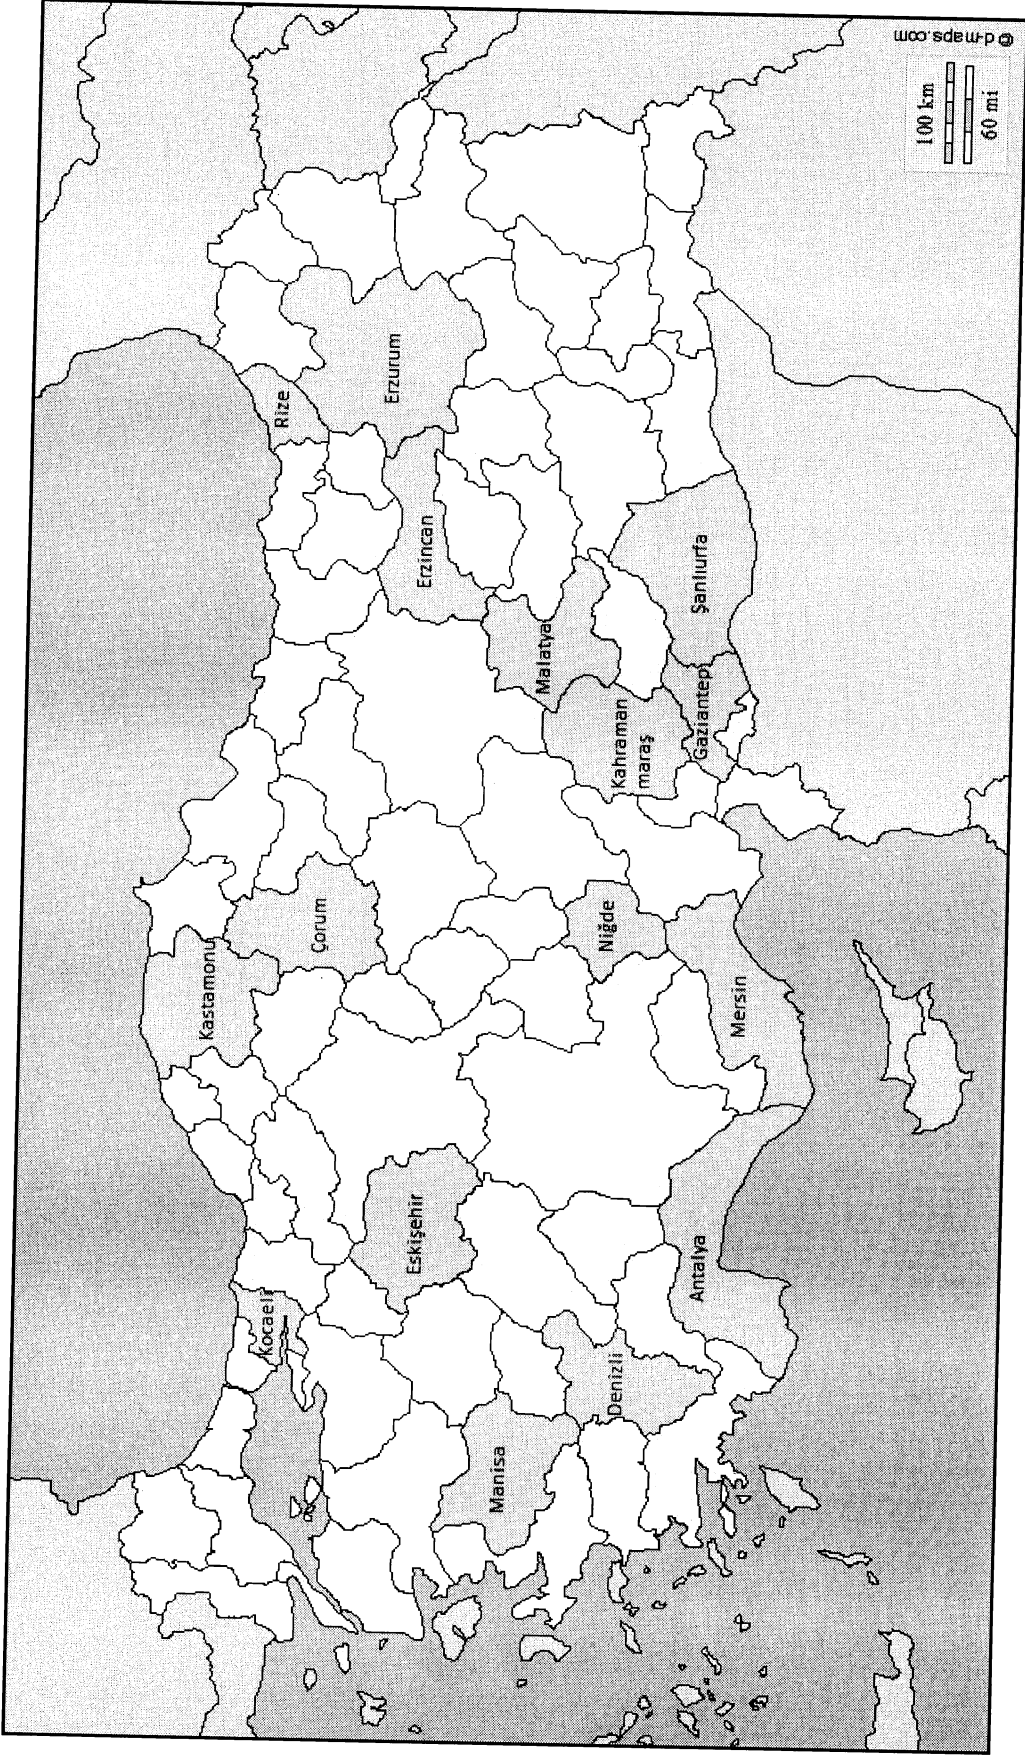 © d-maps.com
100 km
60 mi
Rize
Erzurum
Erzincan
Şanlıurfa
Malatya
Gaziantep
Kahraman
maraş
Çorum
Niğde
Kastamonu
Mersin
Eskişehir
Antalya
Kocaeli
Denizli
Manisa